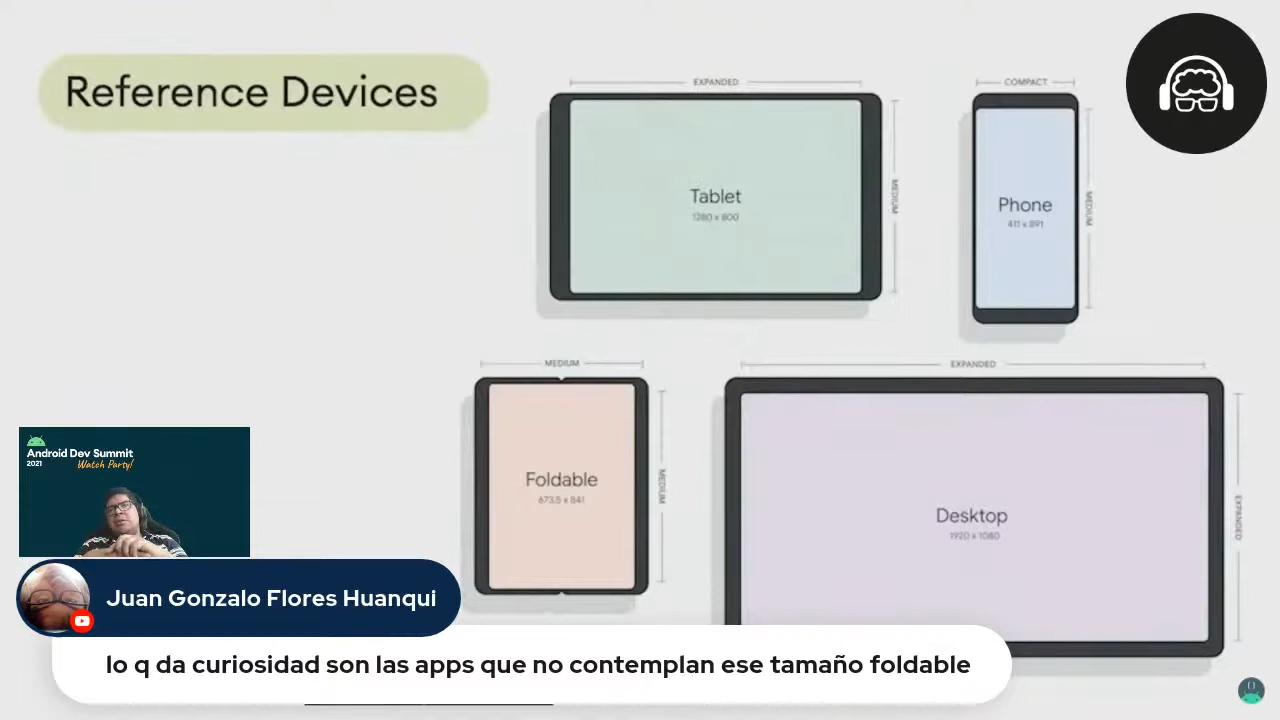 Reference Devices
EXPANDED
COMPACT
Tablet
1280 x 800
MEDIUM
Phone
411 x 891
MEDIUM
MEDIUM
EXPANDED
Foldable
673.5 x 841
MEDIUM
Desktop
1920 x 1080
EXPANDED
Android Dev Summit
2021 Watch Party!
Juan Gonzalo Flores Huanqui
lo q da curiosidad son las apps que no contemplan ese tamaño foldable